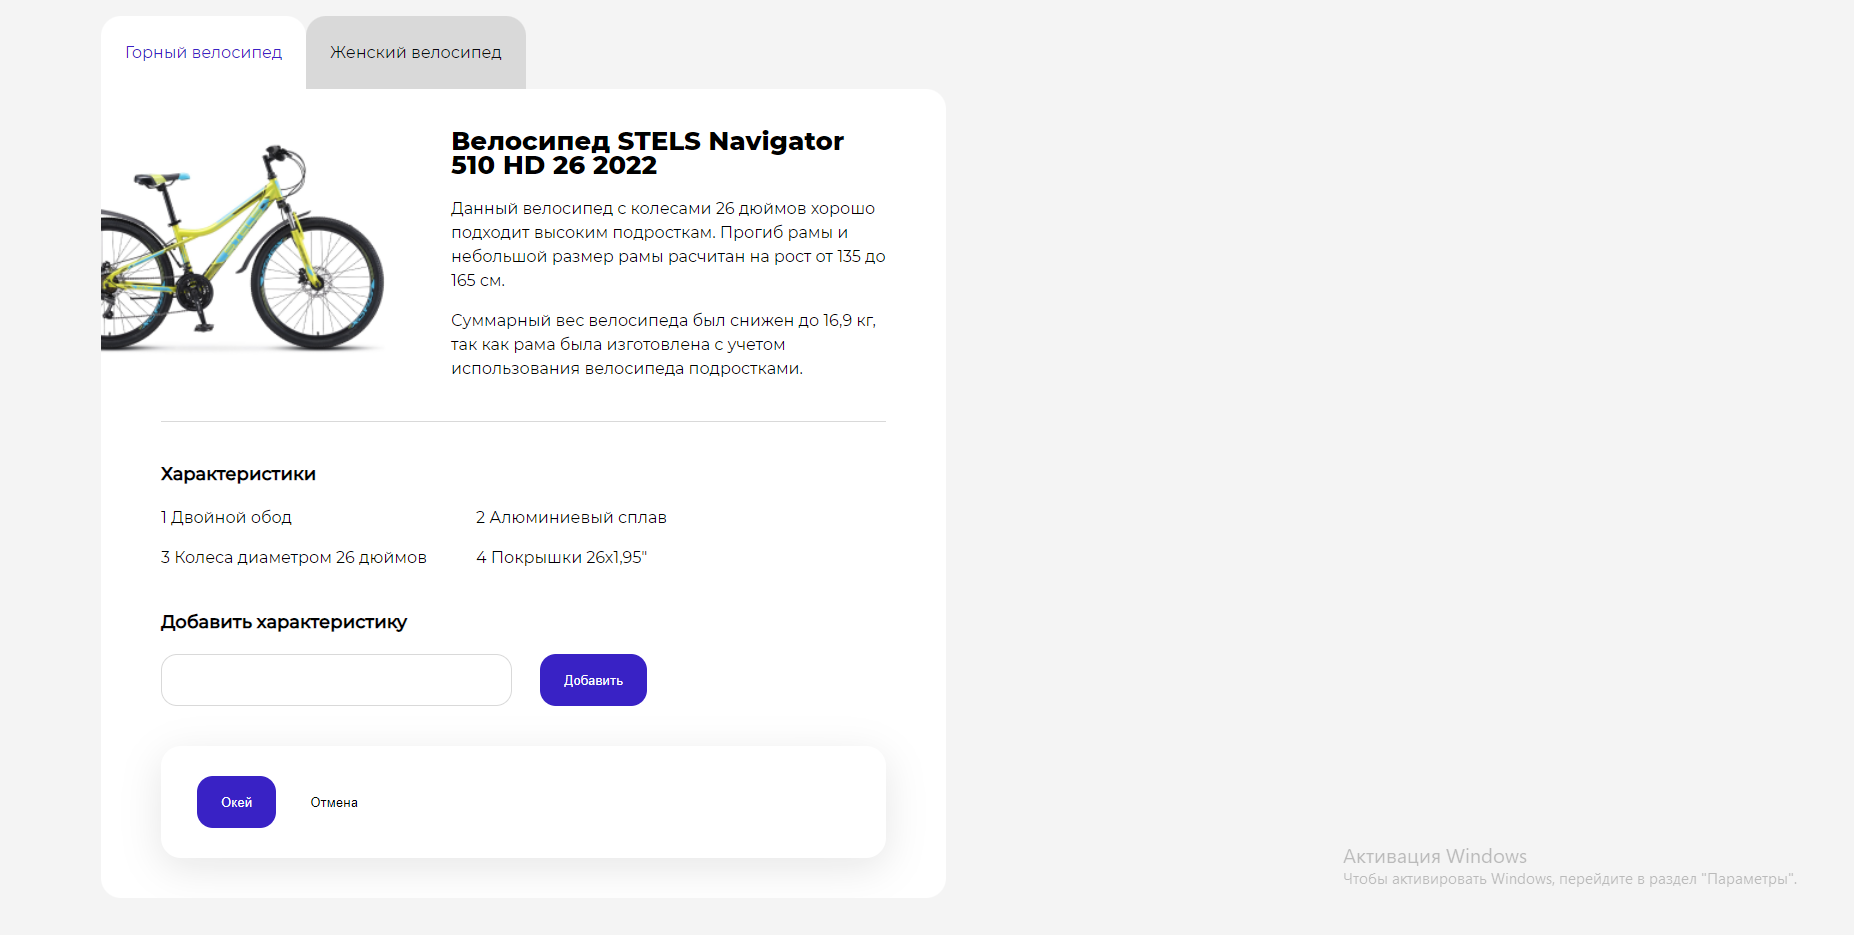 Горный велосипед
Женский велосипед
Велосипед STELS Navigator
510 HD 26 2022
Данный велосипед с колесами 26 дюймов хорошо
подходит высоким подросткам. Прогиб рамы и
небольшой размер рамы расчитан на рост от 135 до
165 см.
Суммарный вес велосипеда был снижен до 16,9 кг,
так как рама была изготовлена с учетом
использования велосипеда подростками.
Характеристики
1 Двойной обод
2 Алюминиевый сплав
3 Колеса диаметром 26 дюймов
4 Покрышки 26x1,95"
Добавить характеристику
Добавить
Окей
Отмена
Активация Windows
Чтобы активировать Windows, перейдите в раздел "Параметры".